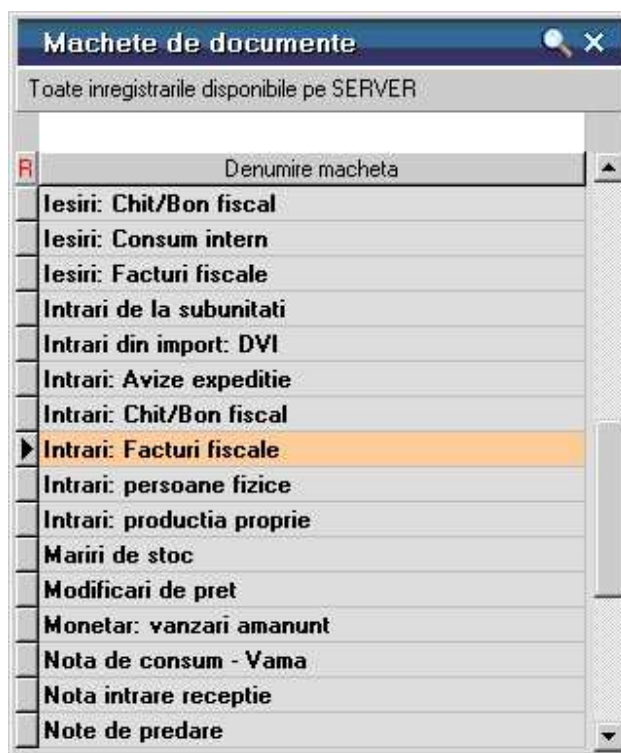 Machete de documente
Toate inregistrarile disponibile pe SERVER
R Denumire macheta
Iesiri: Chit/Bon fiscal
Iesiri: Consum intern
Iesiri: Facturi fiscale
Intrari de la subunitati
Intrari din import: DVI
Intrari: Avize expeditie
Intrari: Chit/Bon fiscal
Intrari: Facturi fiscale
Intrari: persoane fizice
Intrari: productia proprie
Mariri de stoc
Modificari de pret
Monetar: vanzari amanunt
Nota de consum - Vama
Nota intrare receptie
Note de predare